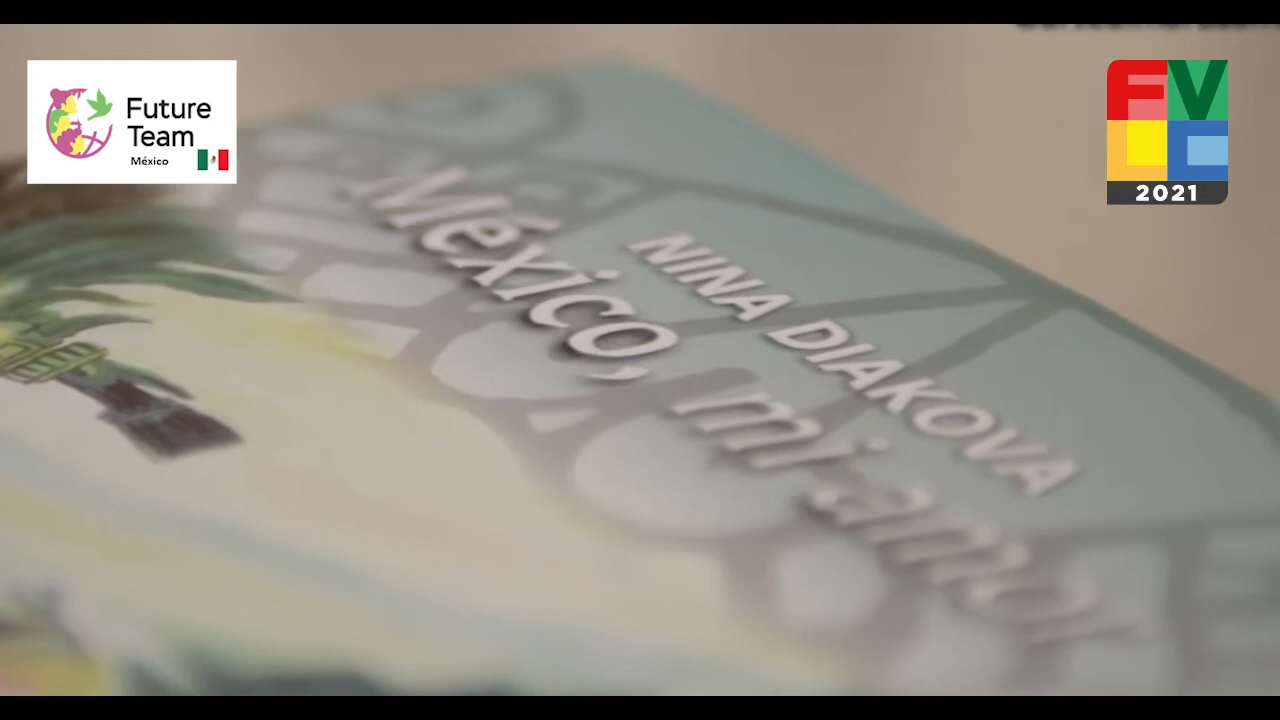 Future
Team
México
FV
LC
2021
NINA DIAKOVA
México, mi amor